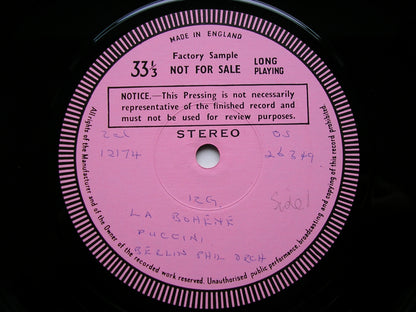 MADE IN ENGLAND
Factory Sample
33⅓ NOT FOR SALE LONG PLAYING
NOTICE.—This Pressing is not necessarily
representative of the finished record and
must not be used for review purposes.
STEREO
12174
12G
Side 1
LA BOHÈME
PUCCINI
BERLIN PHIL ORCH
All rights of the Manufacturer and of the Owner of the recorded work reserved. Unauthorised public performance, broadcasting and copying of this record prohibited.